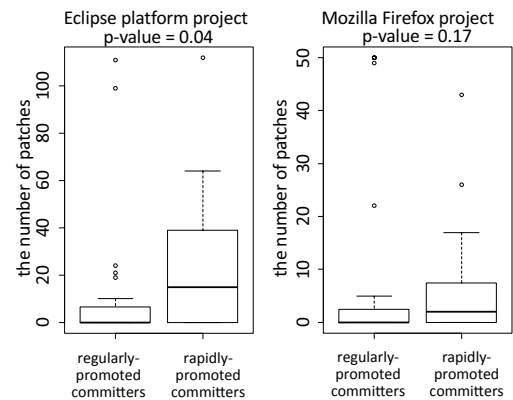 Eclipse platform project
p-value = 0.04
the number of patches
100
80
60
40
20
0
regularly-
promoted
committers
rapidly-
promoted
committers
Mozilla Firefox project
p-value = 0.17
the number of patches
50
40
30
20
10
0
regularly-
promoted
committers
rapidly-
promoted
committers